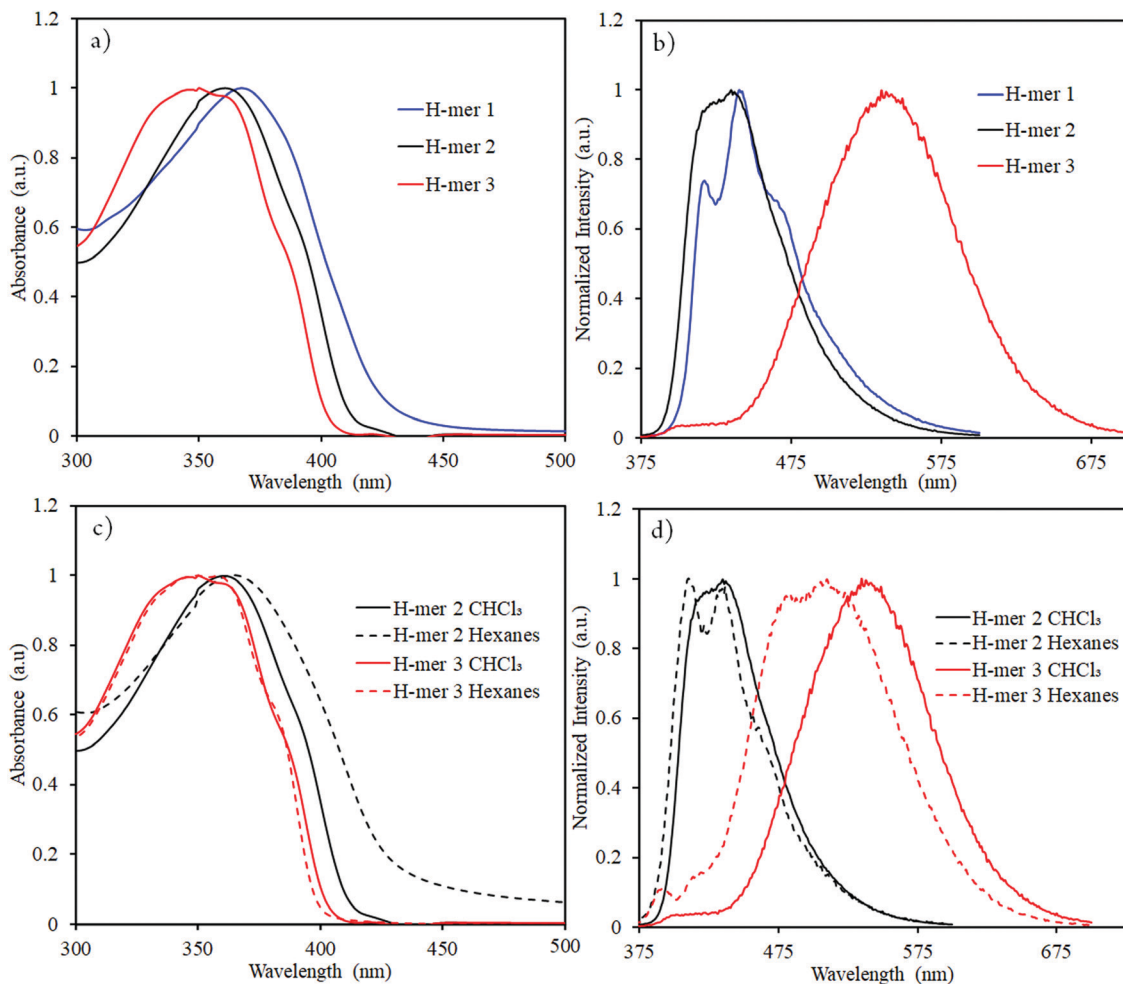 a)
Absorbance (a.u.)
1.2
1
0.8
0.6
0.4
0.2
0
300
350
400
450
500
Wavelength (nm)
H-mer 1
H-mer 2
H-mer 3
b)
Normalized Intensity (a.u.)
1.2
1
0.8
0.6
0.4
0.2
0
375
475
575
675
Wavelength (nm)
H-mer 1
H-mer 2
H-mer 3
c)
Absorbance (a.u)
1.2
1
0.8
0.6
0.4
0.2
0
300
350
400
450
500
Wavelength (nm)
H-mer 2 CHCl₃
H-mer 2 Hexanes
H-mer 3 CHCl₃
H-mer 3 Hexanes
d)
Normalized Intensity (a.u.)
1.2
1
0.8
0.6
0.4
0.2
0
375
475
575
675
Wavelength (nm)
H-mer 2 CHCl₃
H-mer 2 Hexanes
H-mer 3 CHCl₃
H-mer 3 Hexanes